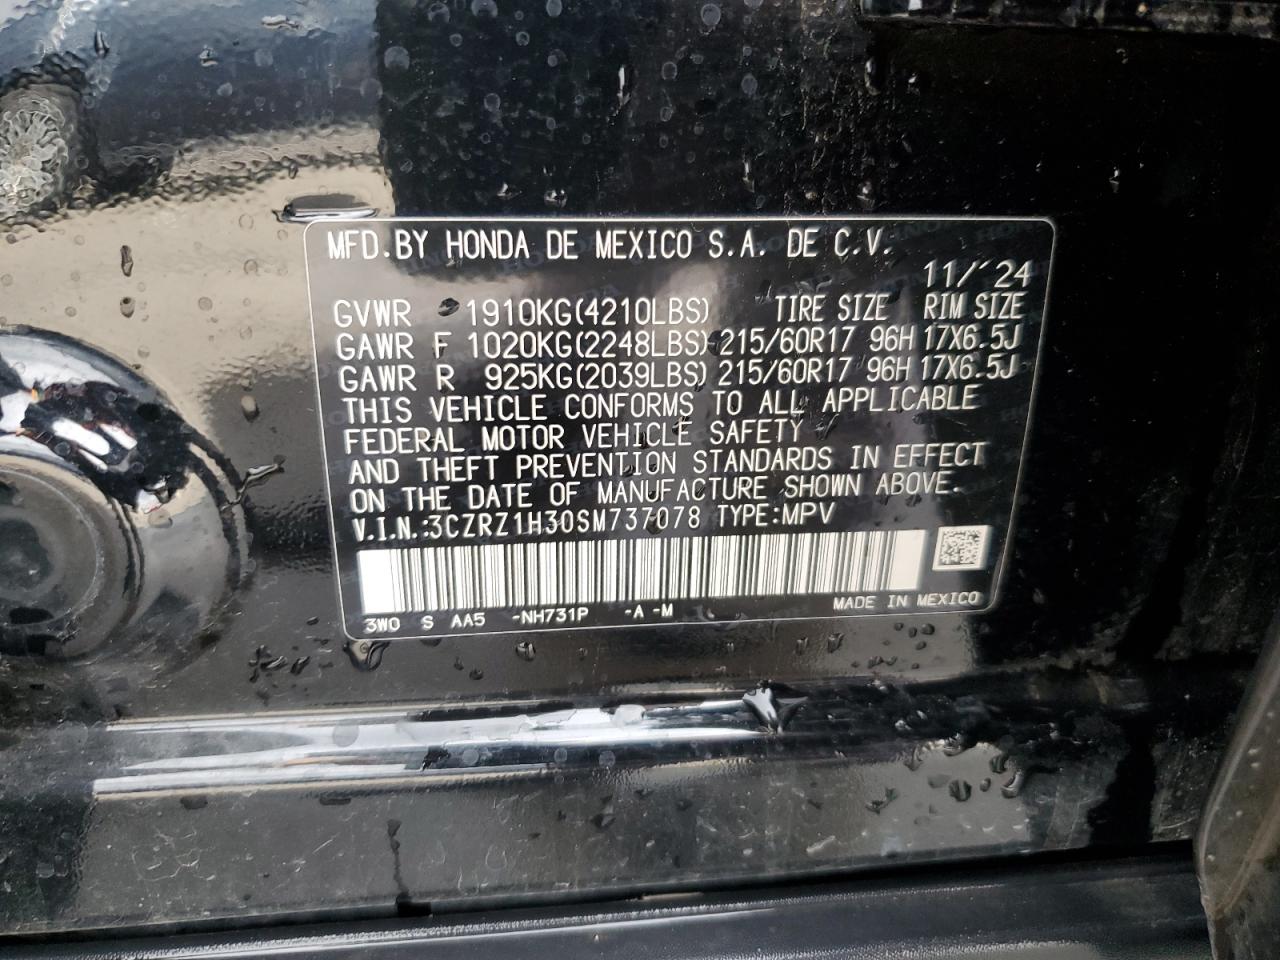 MFD.BY HONDA DE MEXICO S.A. DE C.V.
11/'24
GVWR 1910KG(4210LBS) TIRE SIZE RIM SIZE
GAWR F 1020KG(2248LBS) 215/60R17 96H 17X6.5J
GAWR R 925KG(2039LBS) 215/60R17 96H 17X6.5J
THIS VEHICLE CONFORMS TO ALL APPLICABLE
FEDERAL MOTOR VEHICLE SAFETY
AND THEFT PREVENTION STANDARDS IN EFFECT
ON THE DATE OF MANUFACTURE SHOWN ABOVE.
V.I.N.:3CZRZ1H30SM737078 TYPE:MPV
MADE IN MEXICO
3W0 S AA5 -NH731P -A -M